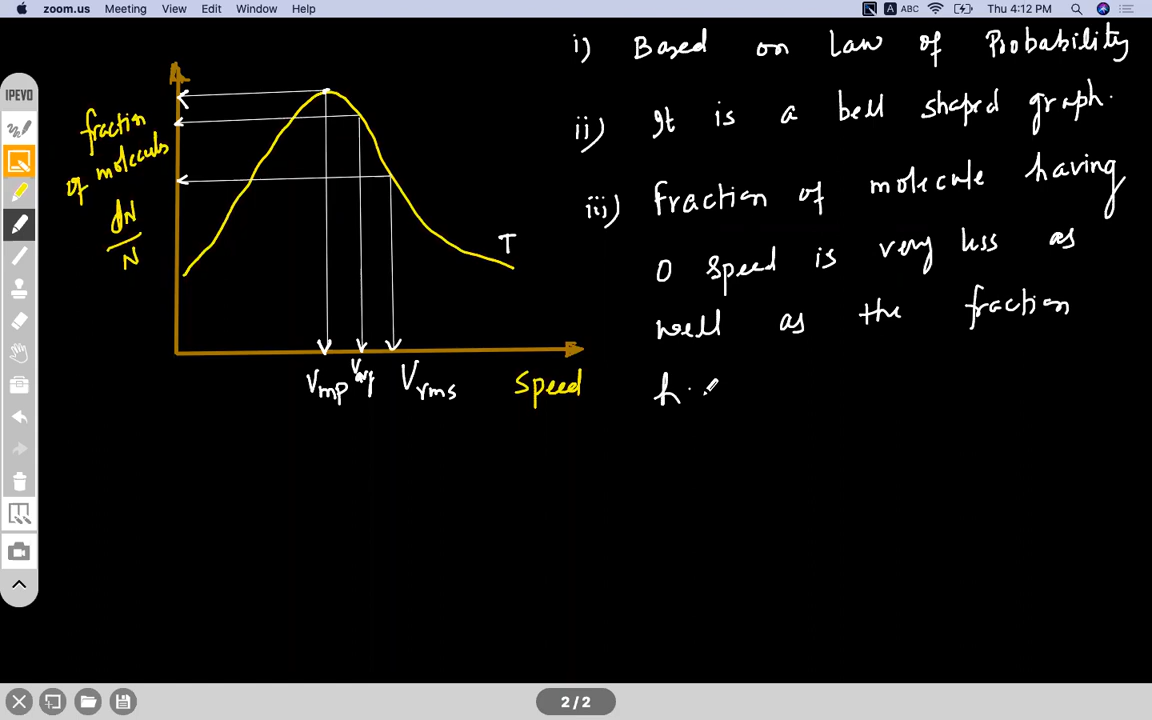 zoom.us Meeting View Edit Window Help
A ABC Thu 4:12 PM
IPEVO
fraction
of molecules
dN
N
T
Vmp Vavg Vrms Speed
i) Based on Law of Probability
ii) It is a bell shaped graph.
iii) fraction of molecule having
0 speed is very less as
well as the fraction
h
2/2